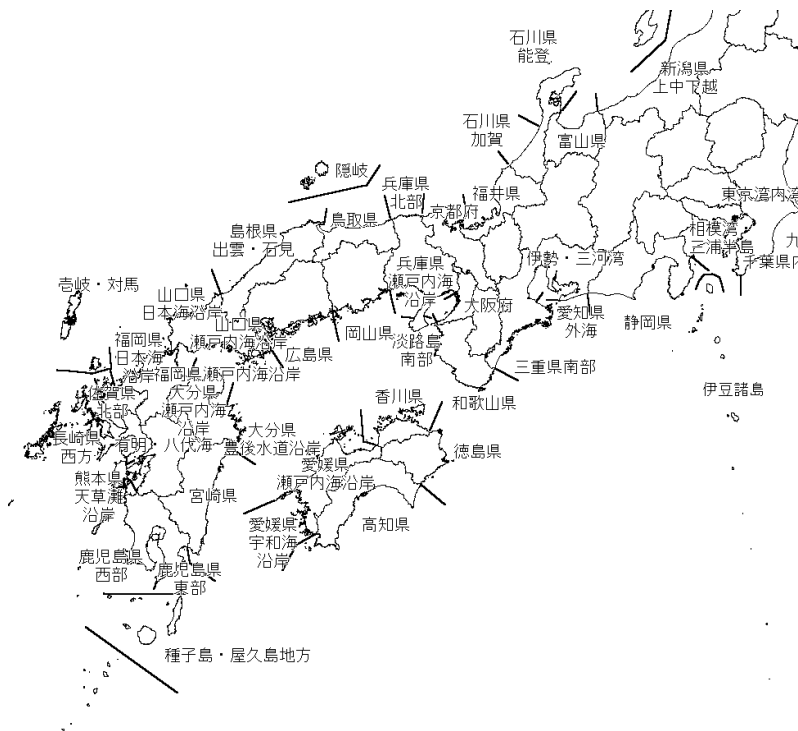 石川県
能登
新潟県
上中下越
石川県
加賀
富山県
隠岐
兵庫県
北部
福井県
東京湾内湾
鳥取県
京都府
島根県
出雲・石見
相模湾
三浦半島
九
千葉県内
伊勢・三河湾
兵庫県
瀬戸内海
沿岸
壱岐・対馬
山口県
日本海沿岸
大阪府
愛知県
外海
静岡県
山口県
瀬戸内海沿岸
岡山県
淡路島
南部
福岡県
日本海
沿岸
広島県
福岡県瀬戸内海沿岸
三重県南部
伊豆諸島
佐賀県
北部
大分県
瀬戸内海
沿岸
香川県
和歌山県
長崎県
西方
有明・
八代海
大分県
豊後水道沿岸
徳島県
愛媛県
瀬戸内海沿岸
熊本県
天草灘
沿岸
宮崎県
愛媛県
宇和海
沿岸
高知県
鹿児島県
西部
鹿児島県
東部
種子島・屋久島地方